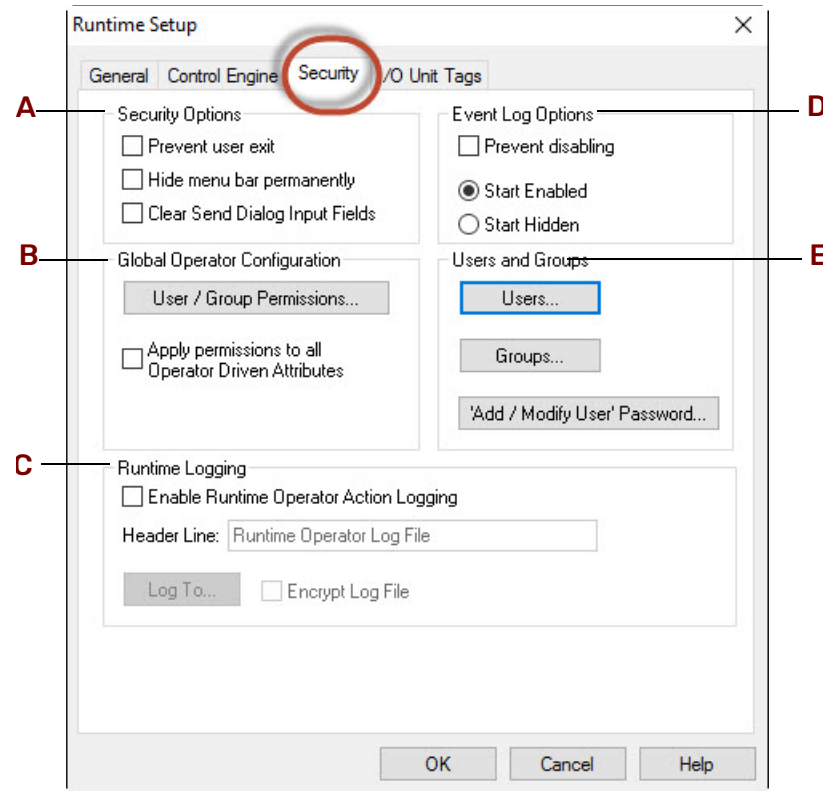 Runtime Setup
General Control Engine Security /O Unit Tags
A
Security Options
Prevent user exit
Hide menu bar permanently
Clear Send Dialog Input Fields
D
Event Log Options
Prevent disabling
Start Enabled
Start Hidden
B
Global Operator Configuration
User / Group Permissions...
Apply permissions to all
Operator Driven Attributes
E
Users and Groups
Users...
Groups...
'Add / Modify User' Password...
C
Runtime Logging
Enable Runtime Operator Action Logging
Header Line: Runtime Operator Log File
Log To... Encrypt Log File
OK Cancel Help